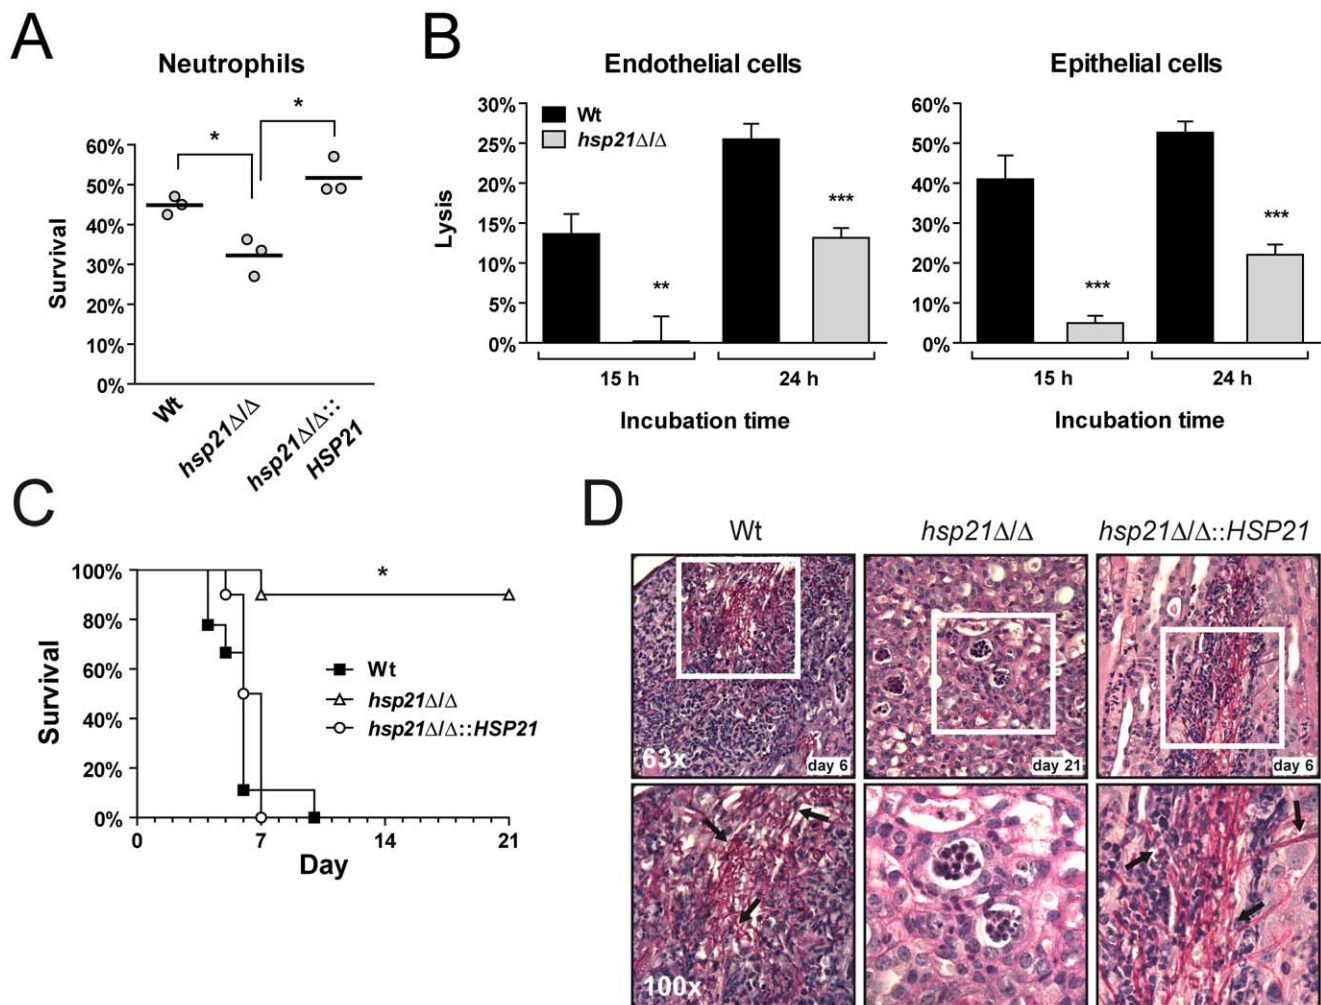 A
Neutrophils
*
*
60%
50%
40%
30%
20%
10%
0%
Survival
Wt
hsp21Δ/Δ
hsp21Δ/Δ::
HSP21
B
Endothelial cells
Wt
hsp21Δ/Δ
30%
25%
20%
15%
10%
5%
0%
Lysis
**
***
15 h
24 h
Incubation time
Epithelial cells
60%
50%
40%
30%
20%
10%
0%
***
***
15 h
24 h
Incubation time
C
100%
80%
60%
40%
20%
0%
Survival
*
Wt
hsp21Δ/Δ
hsp21Δ/Δ::HSP21
0
7
14
21
Day
D
Wt
hsp21Δ/Δ
hsp21Δ/Δ::HSP21
63x
day 6
day 21
day 6
100x